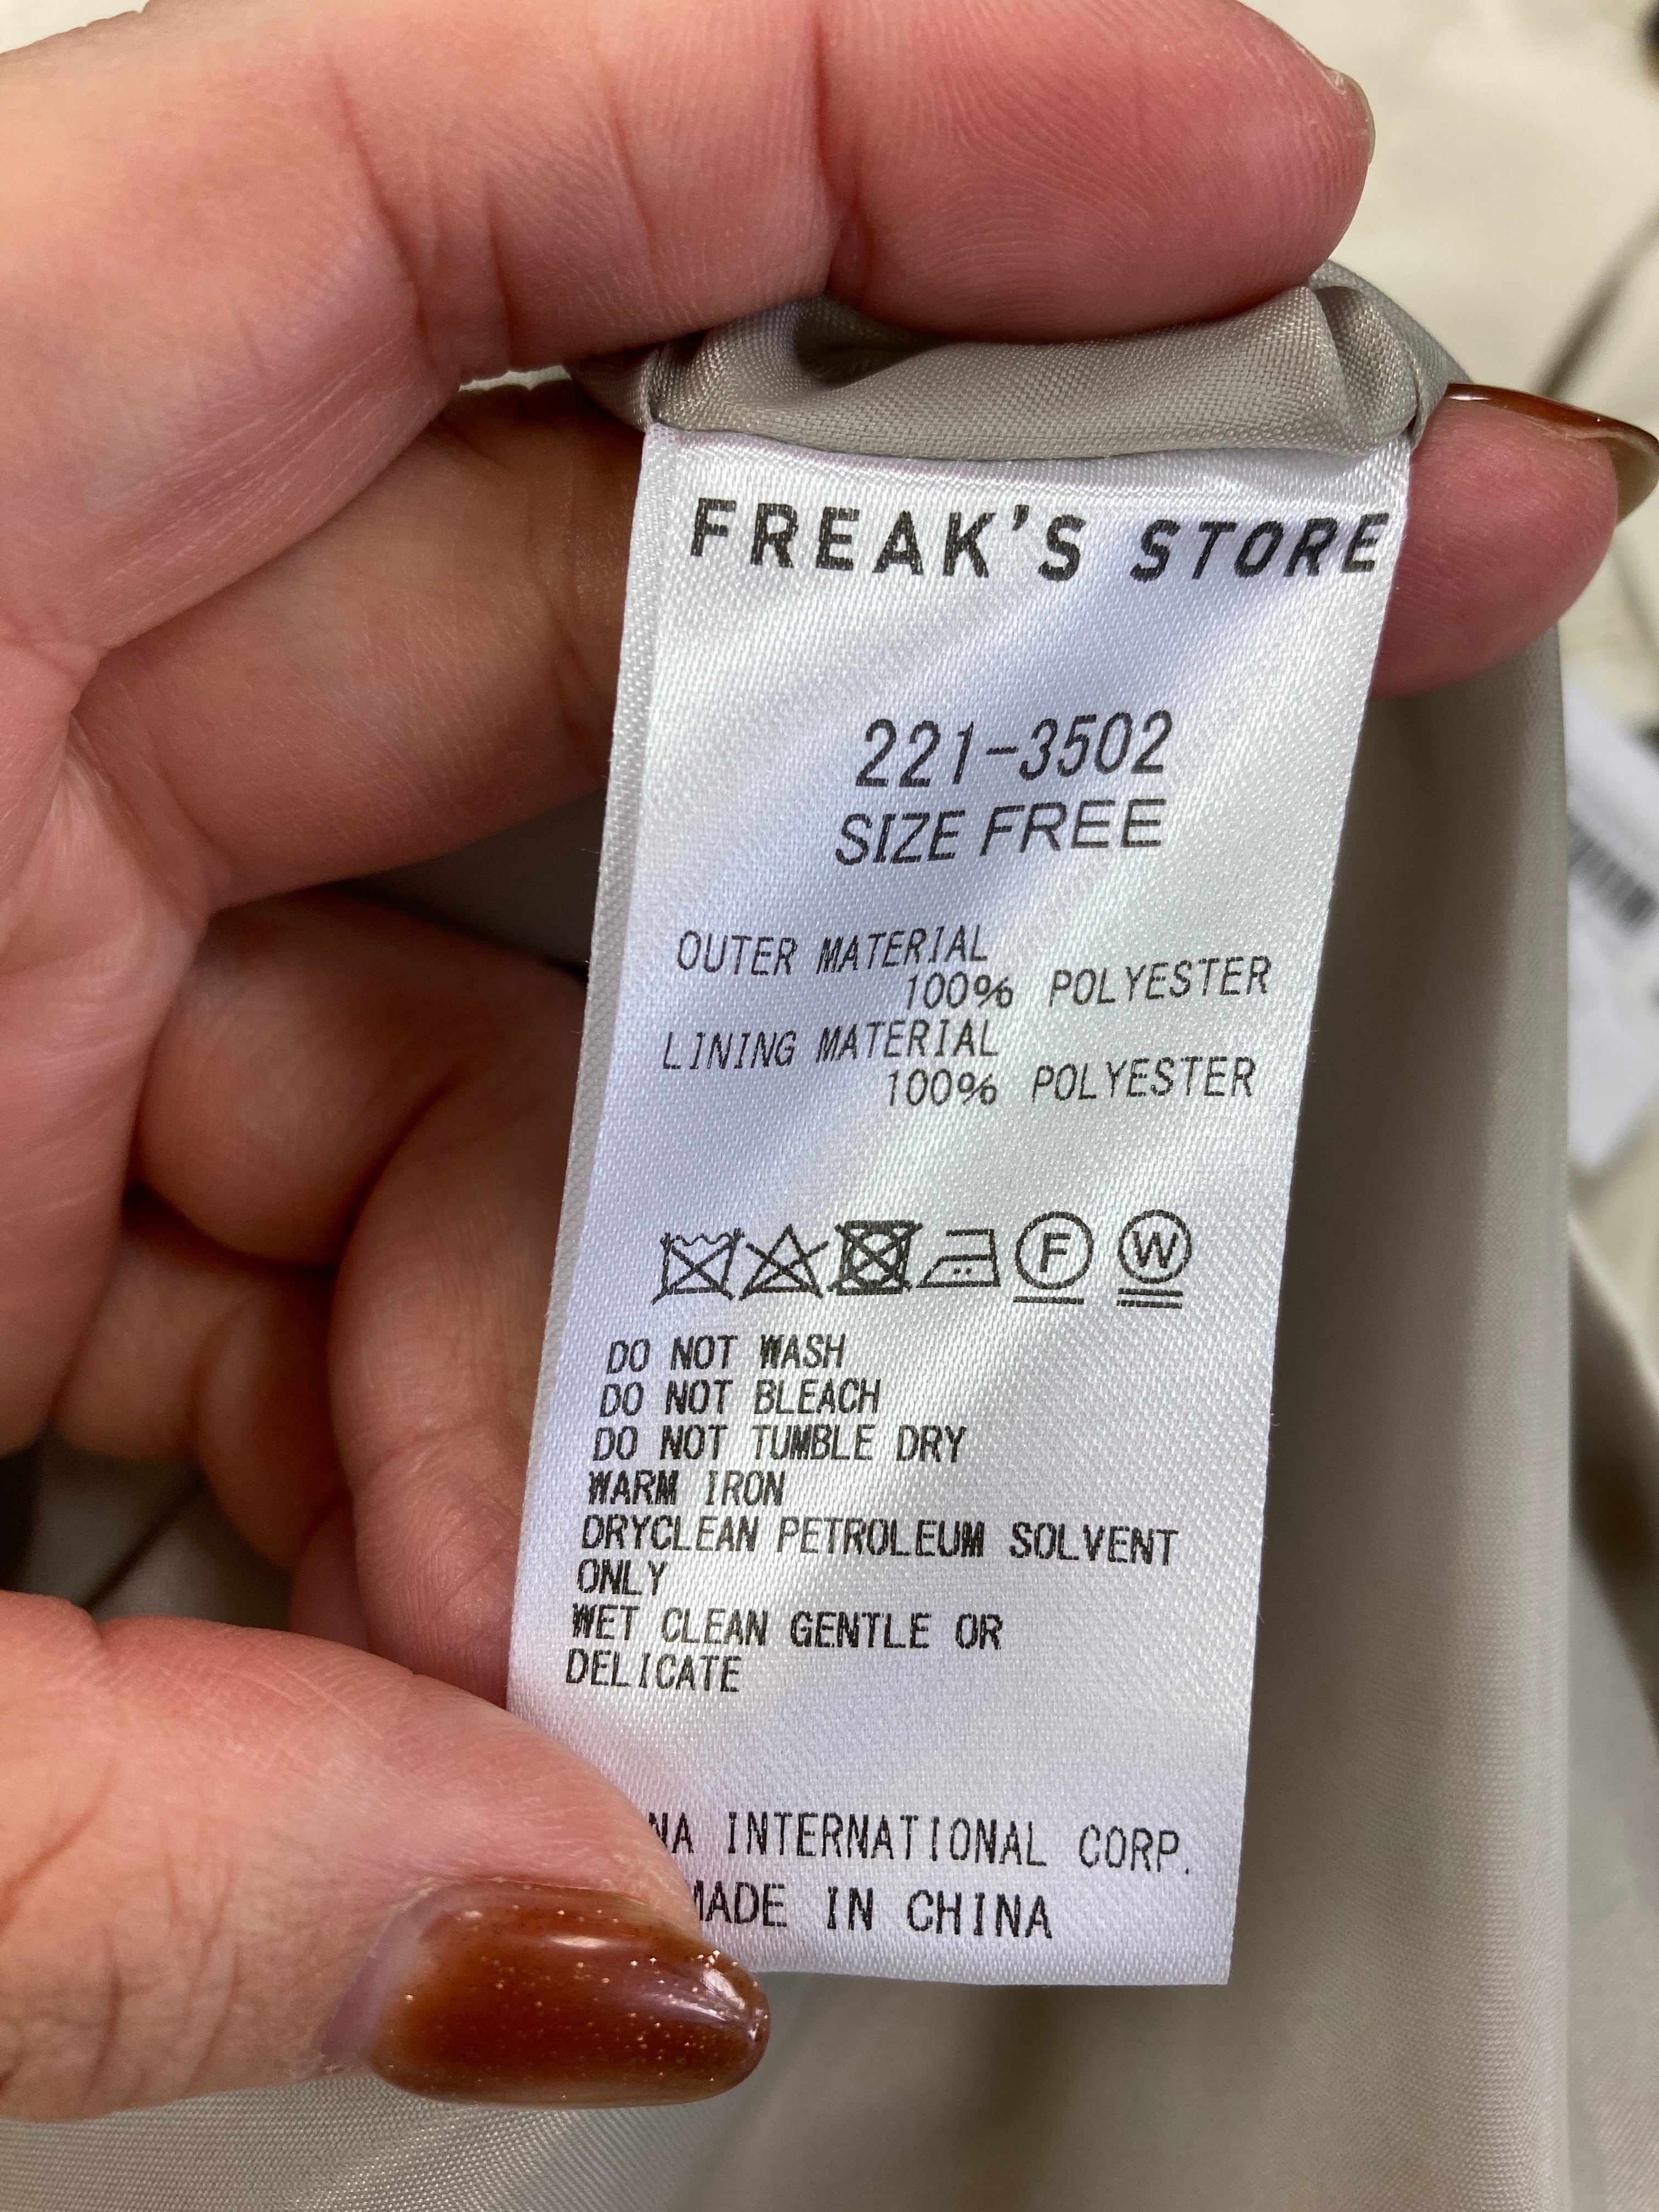 FREAK'S STORE
221-3502
SIZE FREE
OUTER MATERIAL
100% POLYESTER
LINING MATERIAL
100% POLYESTER
F W
DO NOT WASH
DO NOT BLEACH
DO NOT TUMBLE DRY
WARM IRON
DRYCLEAN PETROLEUM SOLVENT
ONLY
WET CLEAN GENTLE OR
DELICATE
INTERNATIONAL CORP.
MADE IN CHINA